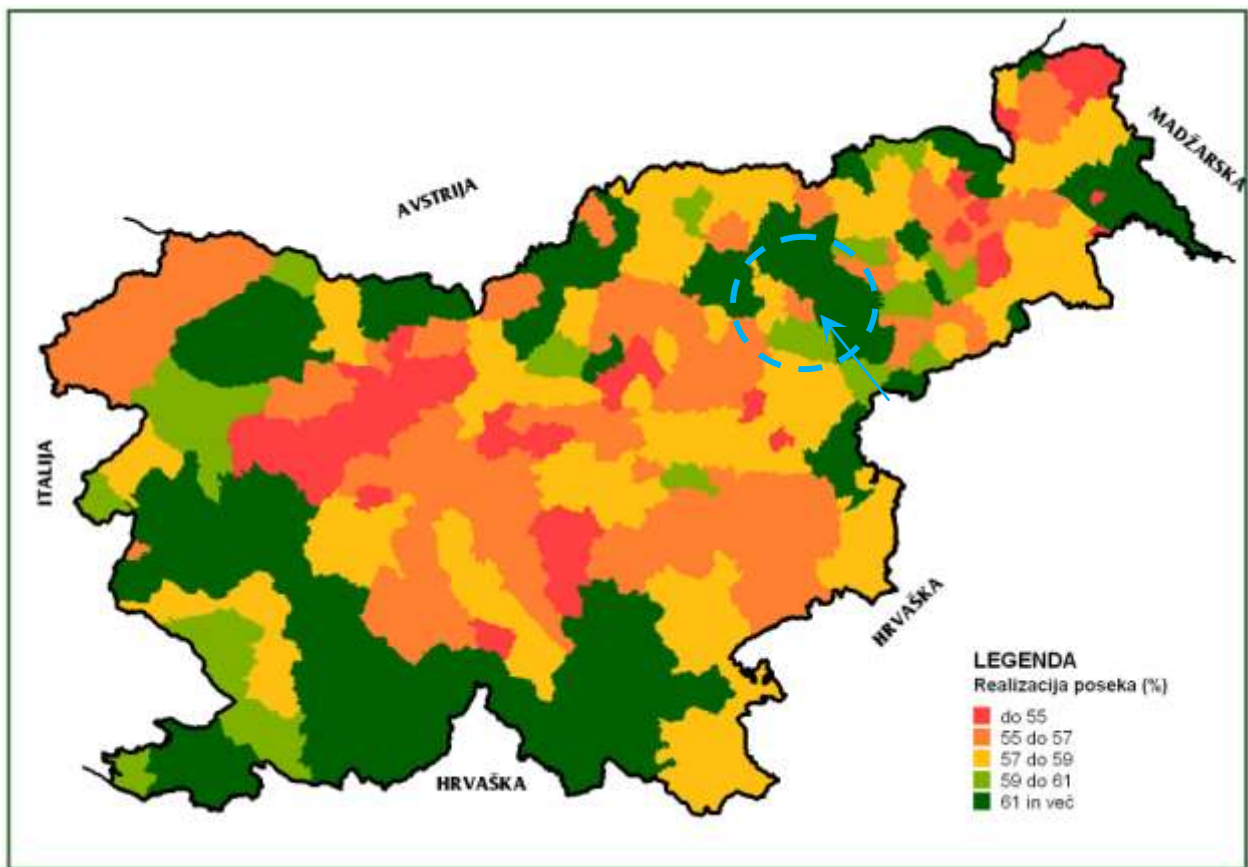 AVSTRIJA
MADŽARSKA
ITALIJA
HRVAŠKA
HRVAŠKA
LEGENDA
Realizacija poseka (%)
do 55
55 do 57
57 do 59
59 do 61
61 in več